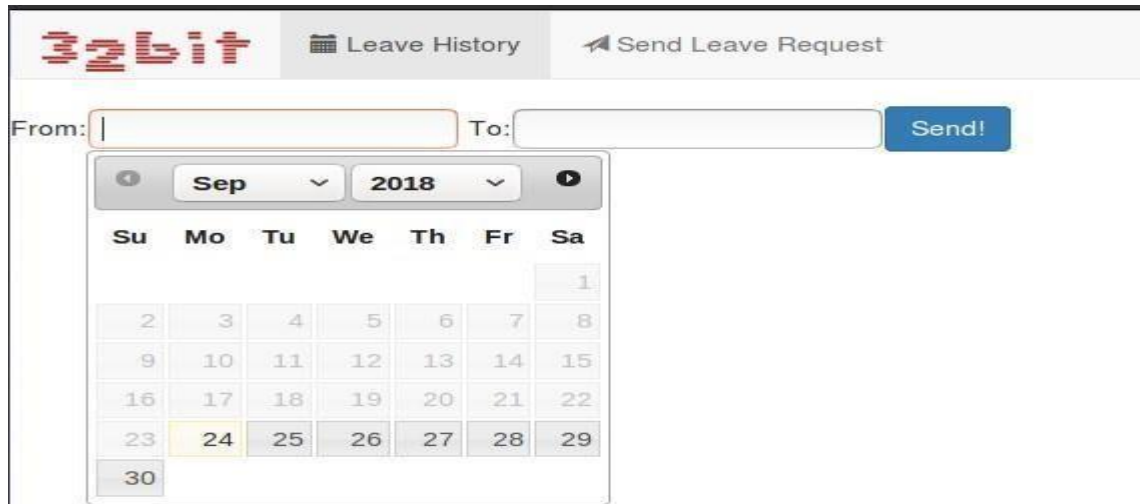 32bit Leave History Send Leave Request
From: To: Send!
Sep 2018
Su Mo Tu We Th Fr Sa
1
2 3 4 5 6 7 8
9 10 11 12 13 14 15
16 17 18 19 20 21 22
23 24 25 26 27 28 29
30